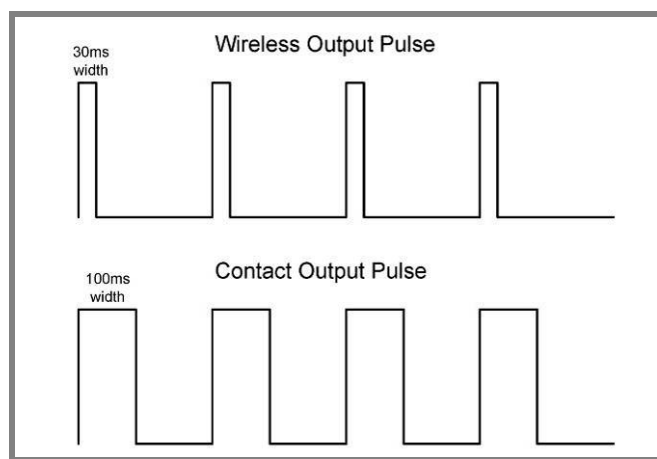 Wireless Output Pulse
30ms
width
Contact Output Pulse
100ms
width